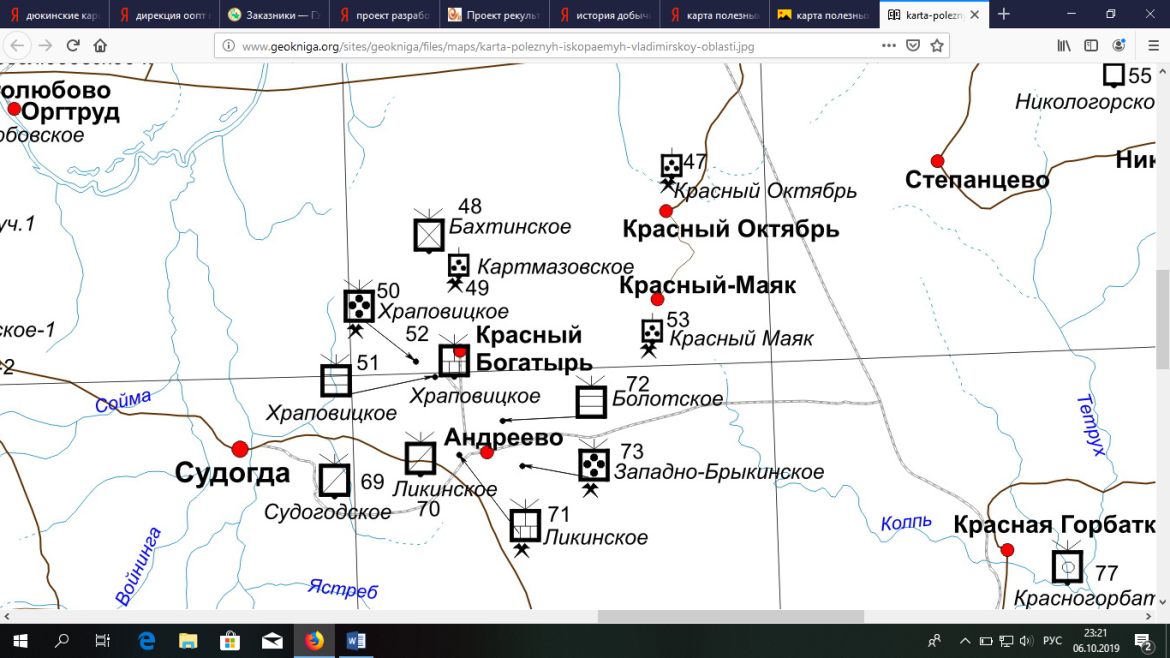 дюкинские кар
дирекция оопт
Заказники — Г
проект разрабо
Проект рекульт
история добыч
карта полезны
карта полезны
karta-polezn
www.geokniga.org/sites/geokniga/files/maps/karta-poleznyh-iskopaemyh-vladimirskoy-oblasti.jpg
олюбово
Оргтруд
обовское
55
Никологорско
47
Красный Октябрь
Красный Октябрь
Степанцево
Ник
уч.1
48
Бахтинское
Картмазовское
49
50
Храповицкое
Красный-Маяк
53
Красный Маяк
ское-1
52
Красный
Богатырь
-2
51
Храповицкое
Храповицкое
72
Болотское
Сойма
Тетрух
Судогда
Андреево
73
Западно-Брыкинское
69
Судогодское
Ликинское
70
71
Ликинское
Войнинга
Ястреб
Колпь
Красная Горбатк
77
Красногорбат
РУС
23:21
06.10.2019
2